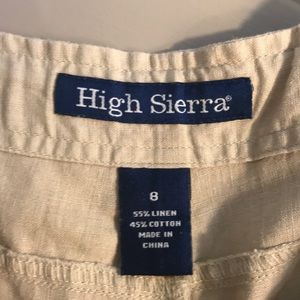 High Sierra®
8
55% LINEN
45% COTTON
MADE IN
CHINA